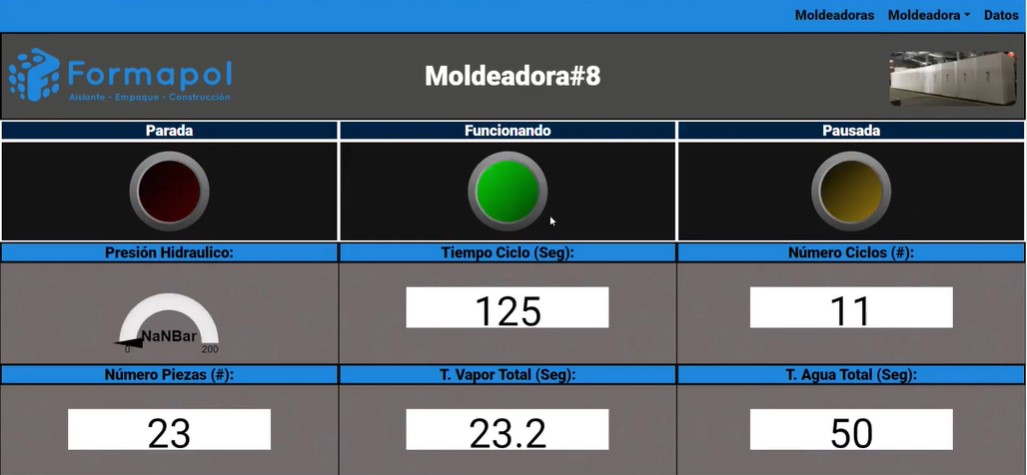 Moldeadoras Moldeadora Datos
Formapol
Aislante - Empaque - Construcción
Moldeadora#8
Parada Funcionando Pausada
Presión Hidraulico: Tiempo Ciclo (Seg): Número Ciclos (#):
NaNBar
0 200
125 11
Número Piezas (#): T. Vapor Total (Seg): T. Agua Total (Seg):
23 23.2 50